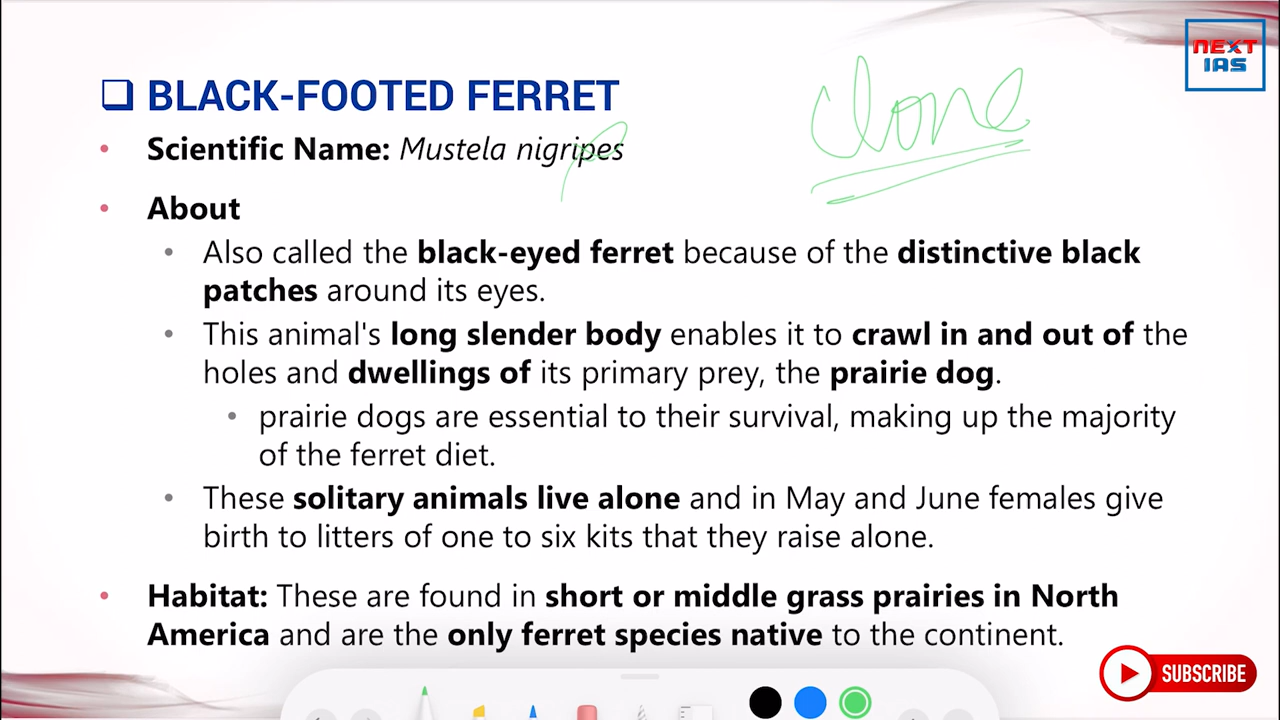 NEXT IAS
clone
BLACK-FOOTED FERRET
Scientific Name: Mustela nigripes
About
Also called the black-eyed ferret because of the distinctive black
patches around its eyes.
This animal's long slender body enables it to crawl in and out of the
holes and dwellings of its primary prey, the prairie dog.
prairie dogs are essential to their survival, making up the majority
of the ferret diet.
These solitary animals live alone and in May and June females give
birth to litters of one to six kits that they raise alone.
Habitat: These are found in short or middle grass prairies in North
America and are the only ferret species native to the continent.
SUBSCRIBE